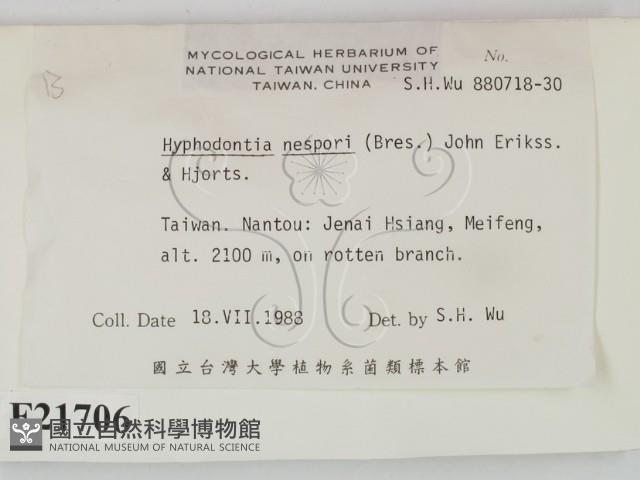 B
MYCOLOGICAL HERBARIUM OF
NATIONAL TAIWAN UNIVERSITY
TAIWAN, CHINA
No.
S.H.Wu 880718-30
Hyphodontia nespori (Bres.) John Erikss.
& Hjorts.
Taiwan. Nantou: Jenai Hsiang, Meifeng,
alt. 2100 m, on rotten branch.
Coll. Date 18.VII.1988 Det. by S.H. Wu
國立台灣大學植物系菌類標本館
F21706
國立自然科學博物館
NATIONAL MUSEUM OF NATURAL SCIENCE